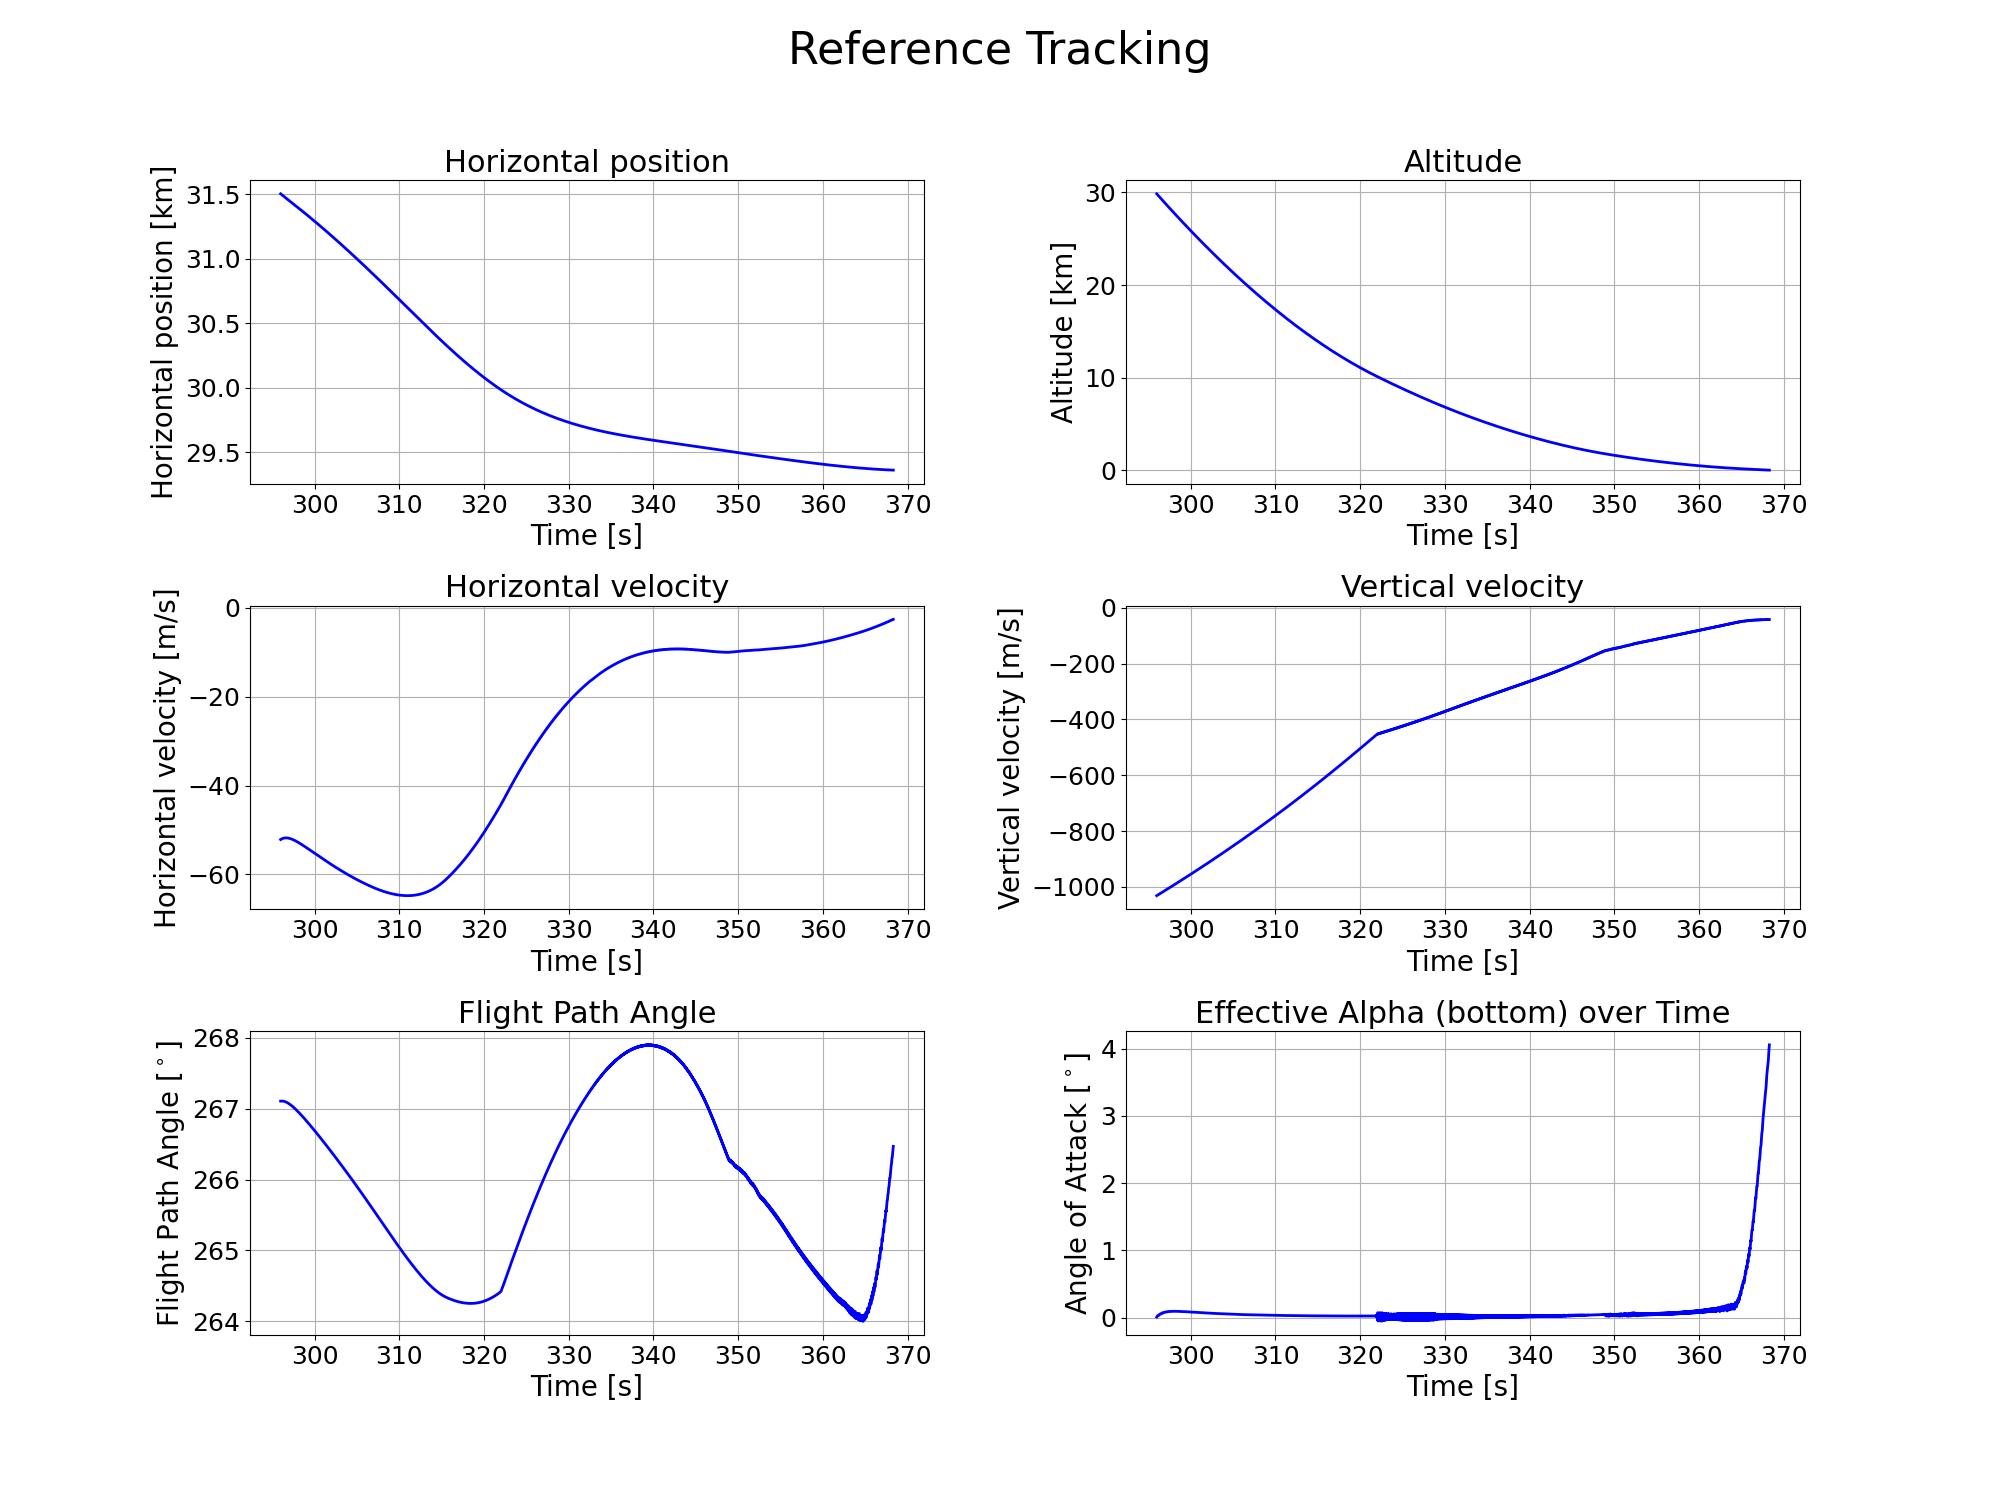 Reference Tracking
Horizontal position
Horizontal position [km]
31.5
31.0
30.5
30.0
29.5
300 310 320 330 340 350 360 370
Time [s]
Altitude
Altitude [km]
30
20
10
0
300 310 320 330 340 350 360 370
Time [s]
Horizontal velocity
Horizontal velocity [m/s]
0
−20
−40
−60
300 310 320 330 340 350 360 370
Time [s]
Vertical velocity
Vertical velocity [m/s]
0
−200
−400
−600
−800
−1000
300 310 320 330 340 350 360 370
Time [s]
Flight Path Angle
Flight Path Angle [°]
268
267
266
265
264
300 310 320 330 340 350 360 370
Time [s]
Effective Alpha (bottom) over Time
Angle of Attack [°]
4
3
2
1
0
300 310 320 330 340 350 360 370
Time [s]